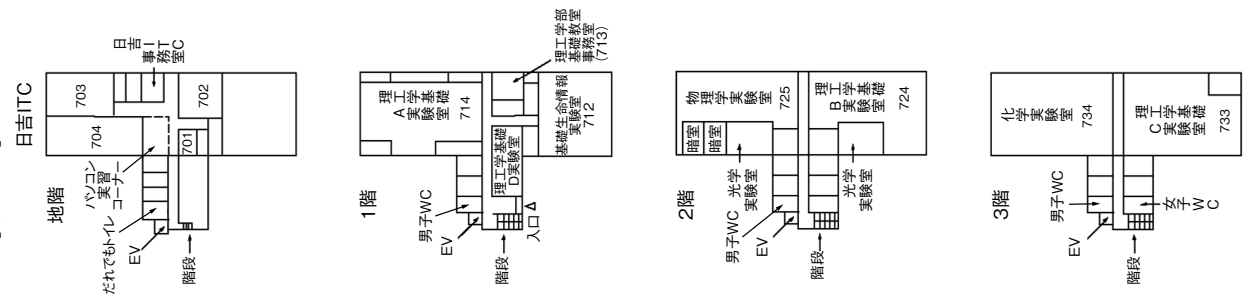 日吉ITC
地階
703
704
日吉ITC
事務室
702
701
パソコン
実習
コーナー
だれでもトイレ
EV
階段
1階
理工学基礎
A実験室
714
理工学部
基礎教室
事務室
(713)
理工学基礎
D実験室
基礎生命情報
実験室
712
男子WC
EV
階段
入口
2階
物理学
実験室
725
暗室
暗室
光学
実験室
理工学基礎
B実験室
724
光学
実験室
男子WC
EV
階段
3階
化学
実験室
734
理工学基礎
C実験室
733
男子WC
女子WC
EV
階段